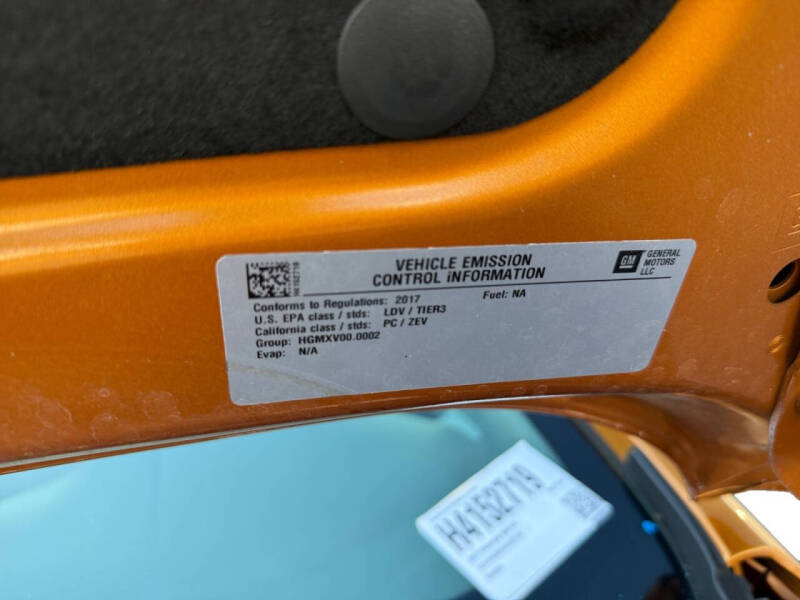 VEHICLE EMISSION
CONTROL INFORMATION
GM
GENERAL
MOTORS
LLC
Conforms to Regulations: 2017
Fuel: NA
U.S. EPA class / stds: LDV / TIER3
California class / stds: PC / ZEV
Group: HGMXV00.0002
Evap: N/A
H4152719